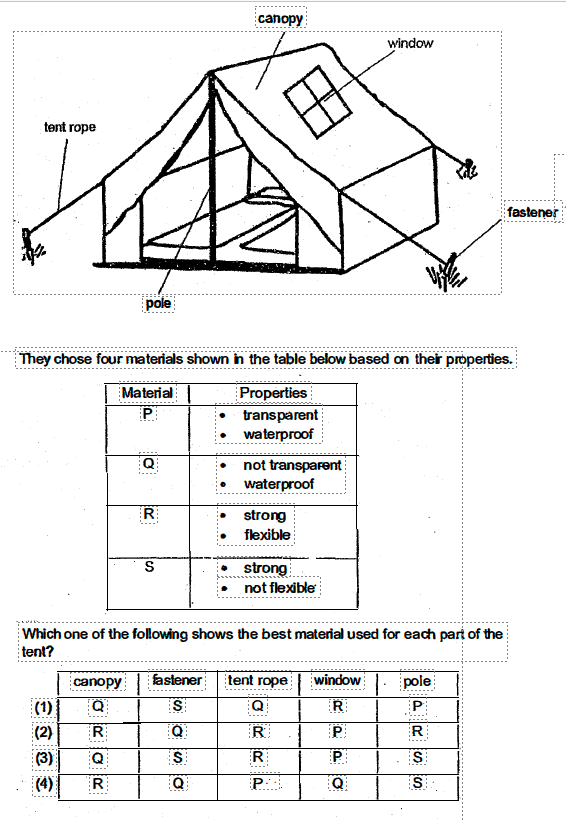 canopy
window
tent rope
fastener
pole
They chose four materials shown in the table below based on their properties.
Material Properties
P • transparent
• waterproof
Q • not transparent
• waterproof
R • strong
• flexible
S • strong
• not flexible
Which one of the following shows the best material used for each part of the
tent?
canopy fastener tent rope window pole
(1) Q S Q R P
(2) R Q R P R
(3) Q S R P S
(4) R Q P Q S